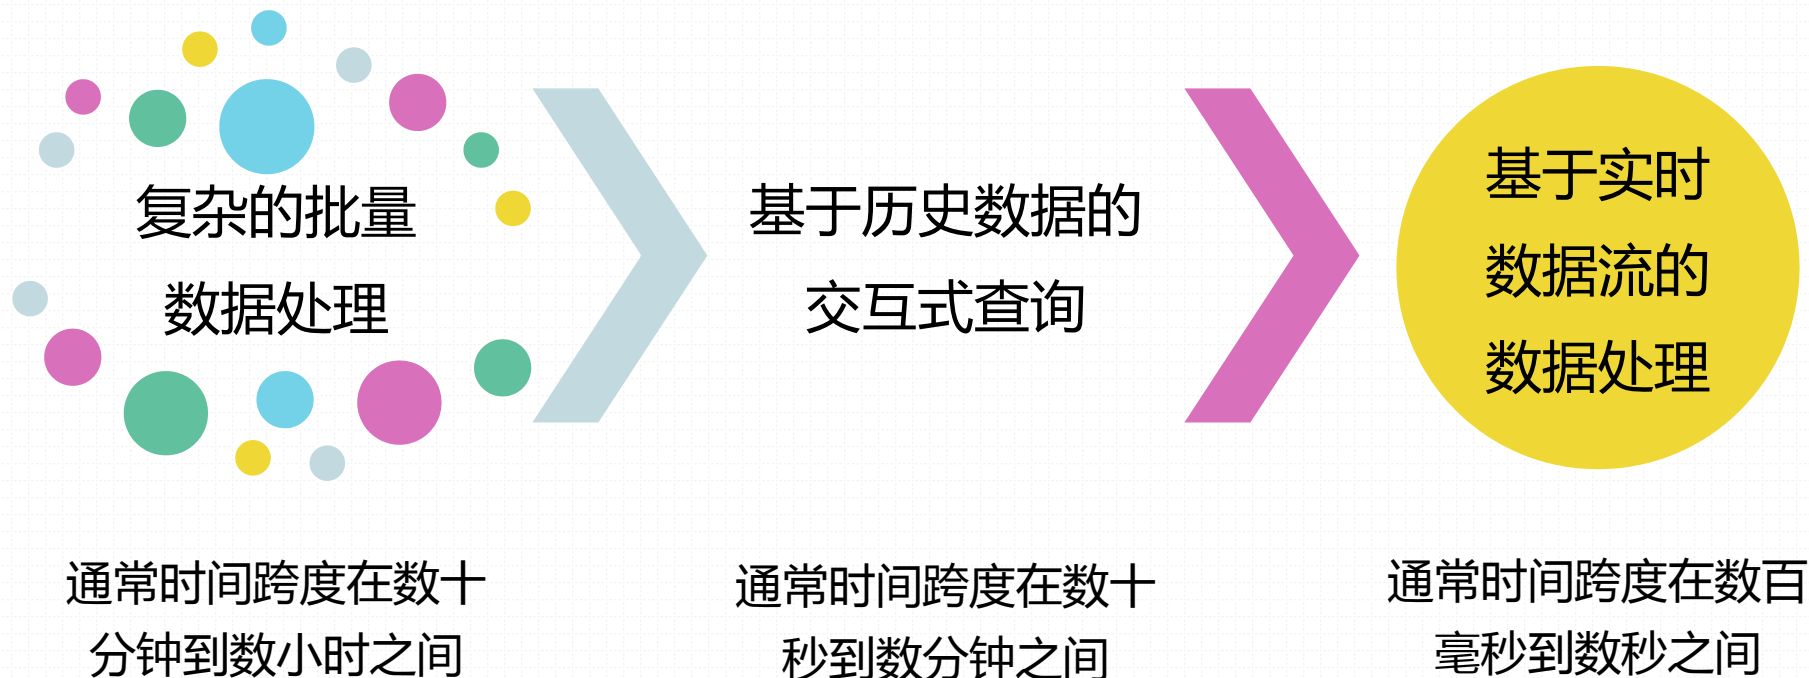 复杂的批量
数据处理
基于历史数据的
交互式查询
基于实时
数据流的
数据处理
通常时间跨度在数十
分钟到数小时之间
通常时间跨度在数十
秒到数分钟之间
通常时间跨度在数百
毫秒到数秒之间